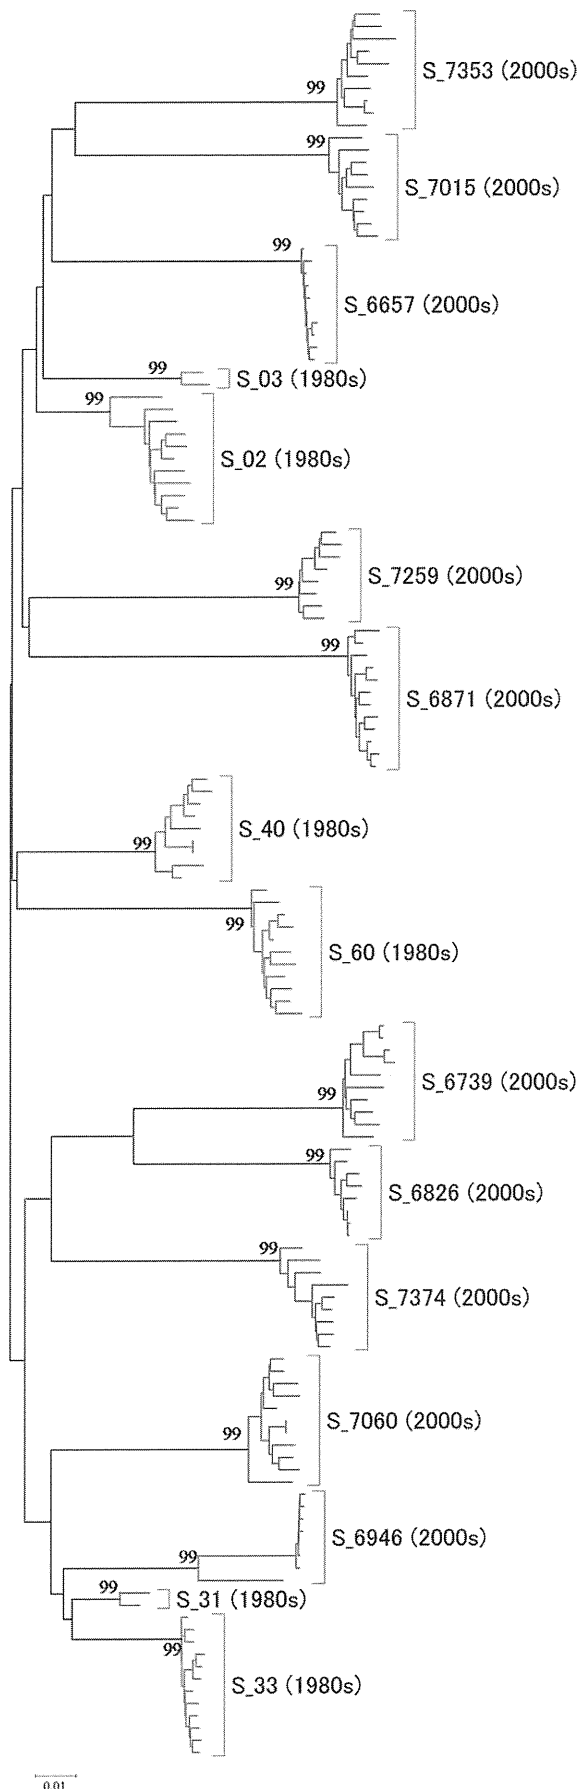 99
S_7353 (2000s)
99
S_7015 (2000s)
99
S_6657 (2000s)
99
S_03 (1980s)
99
S_02 (1980s)
99
S_7259 (2000s)
99
S_6871 (2000s)
99
S_40 (1980s)
99
S_60 (1980s)
99
S_6739 (2000s)
99
S_6826 (2000s)
99
S_7374 (2000s)
99
S_7060 (2000s)
99
S_6946 (2000s)
99
S_31 (1980s)
99
S_33 (1980s)
0.01